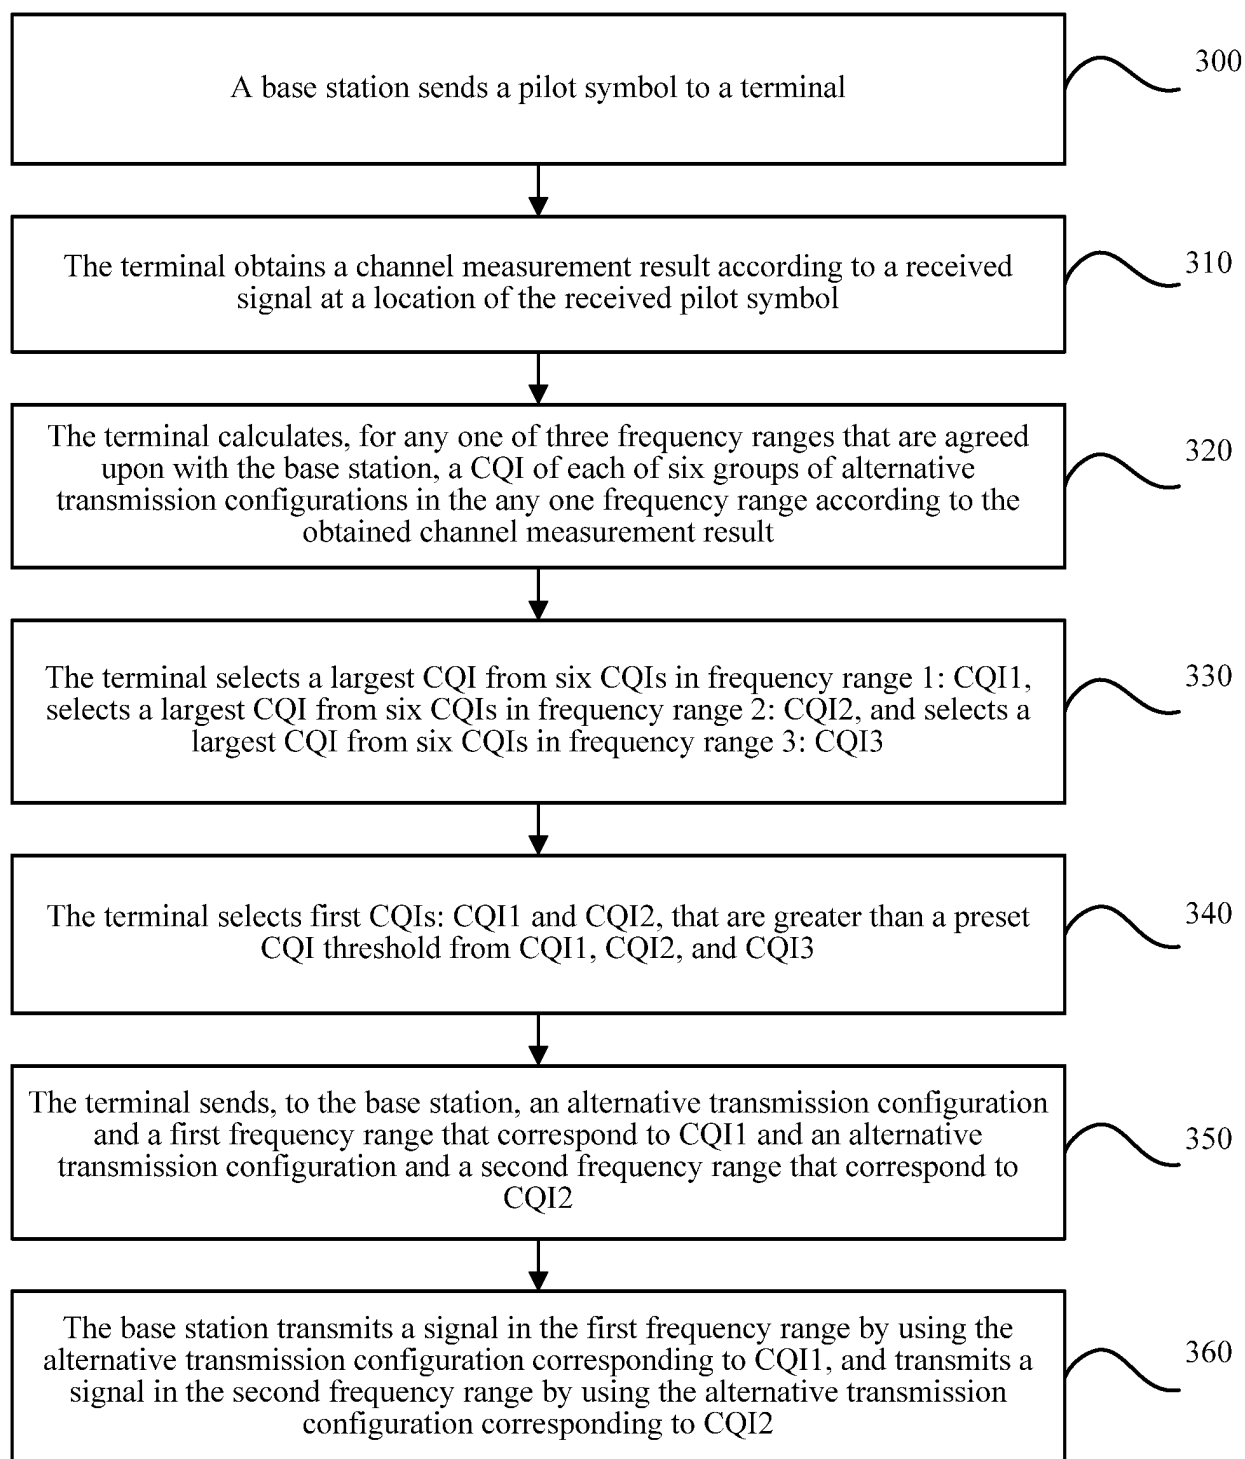 A base station sends a pilot symbol to a terminal
300
The terminal obtains a channel measurement result according to a received
signal at a location of the received pilot symbol
310
The terminal calculates, for any one of three frequency ranges that are agreed
upon with the base station, a CQI of each of six groups of alternative
transmission configurations in the any one frequency range according to the
obtained channel measurement result
320
The terminal selects a largest CQI from six CQIs in frequency range 1: CQI1,
selects a largest CQI from six CQIs in frequency range 2: CQI2, and selects a
largest CQI from six CQIs in frequency range 3: CQI3
330
The terminal selects first CQIs: CQI1 and CQI2, that are greater than a preset
CQI threshold from CQI1, CQI2, and CQI3
340
The terminal sends, to the base station, an alternative transmission configuration
and a first frequency range that correspond to CQI1 and an alternative
transmission configuration and a second frequency range that correspond to
CQI2
350
The base station transmits a signal in the first frequency range by using the
alternative transmission configuration corresponding to CQI1, and transmits a
signal in the second frequency range by using the alternative transmission
configuration corresponding to CQI2
360